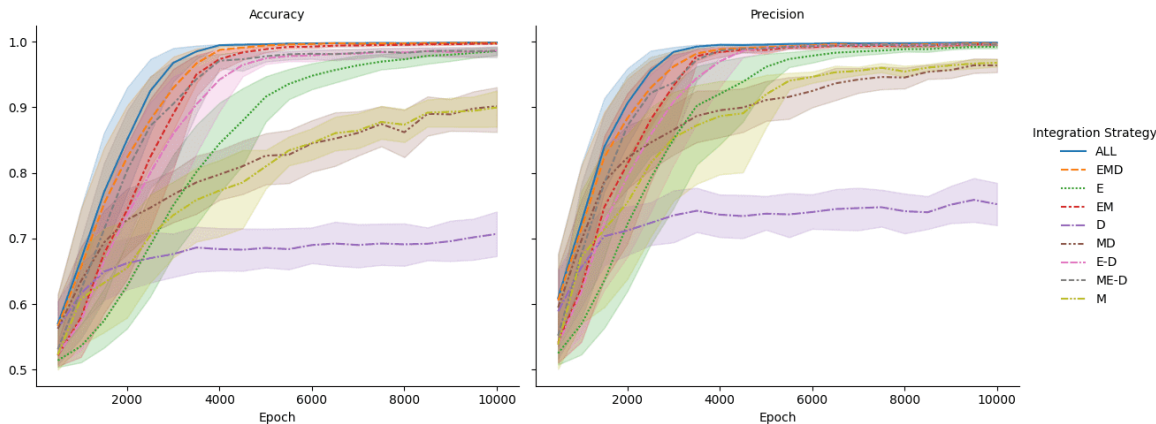 Accuracy
Precision
1.0
0.9
0.8
0.7
0.6
0.5
2000 4000 6000 8000 10000
2000 4000 6000 8000 10000
Epoch
Epoch
Integration Strategy
ALL
EMD
E
EM
D
MD
E-D
ME-D
M